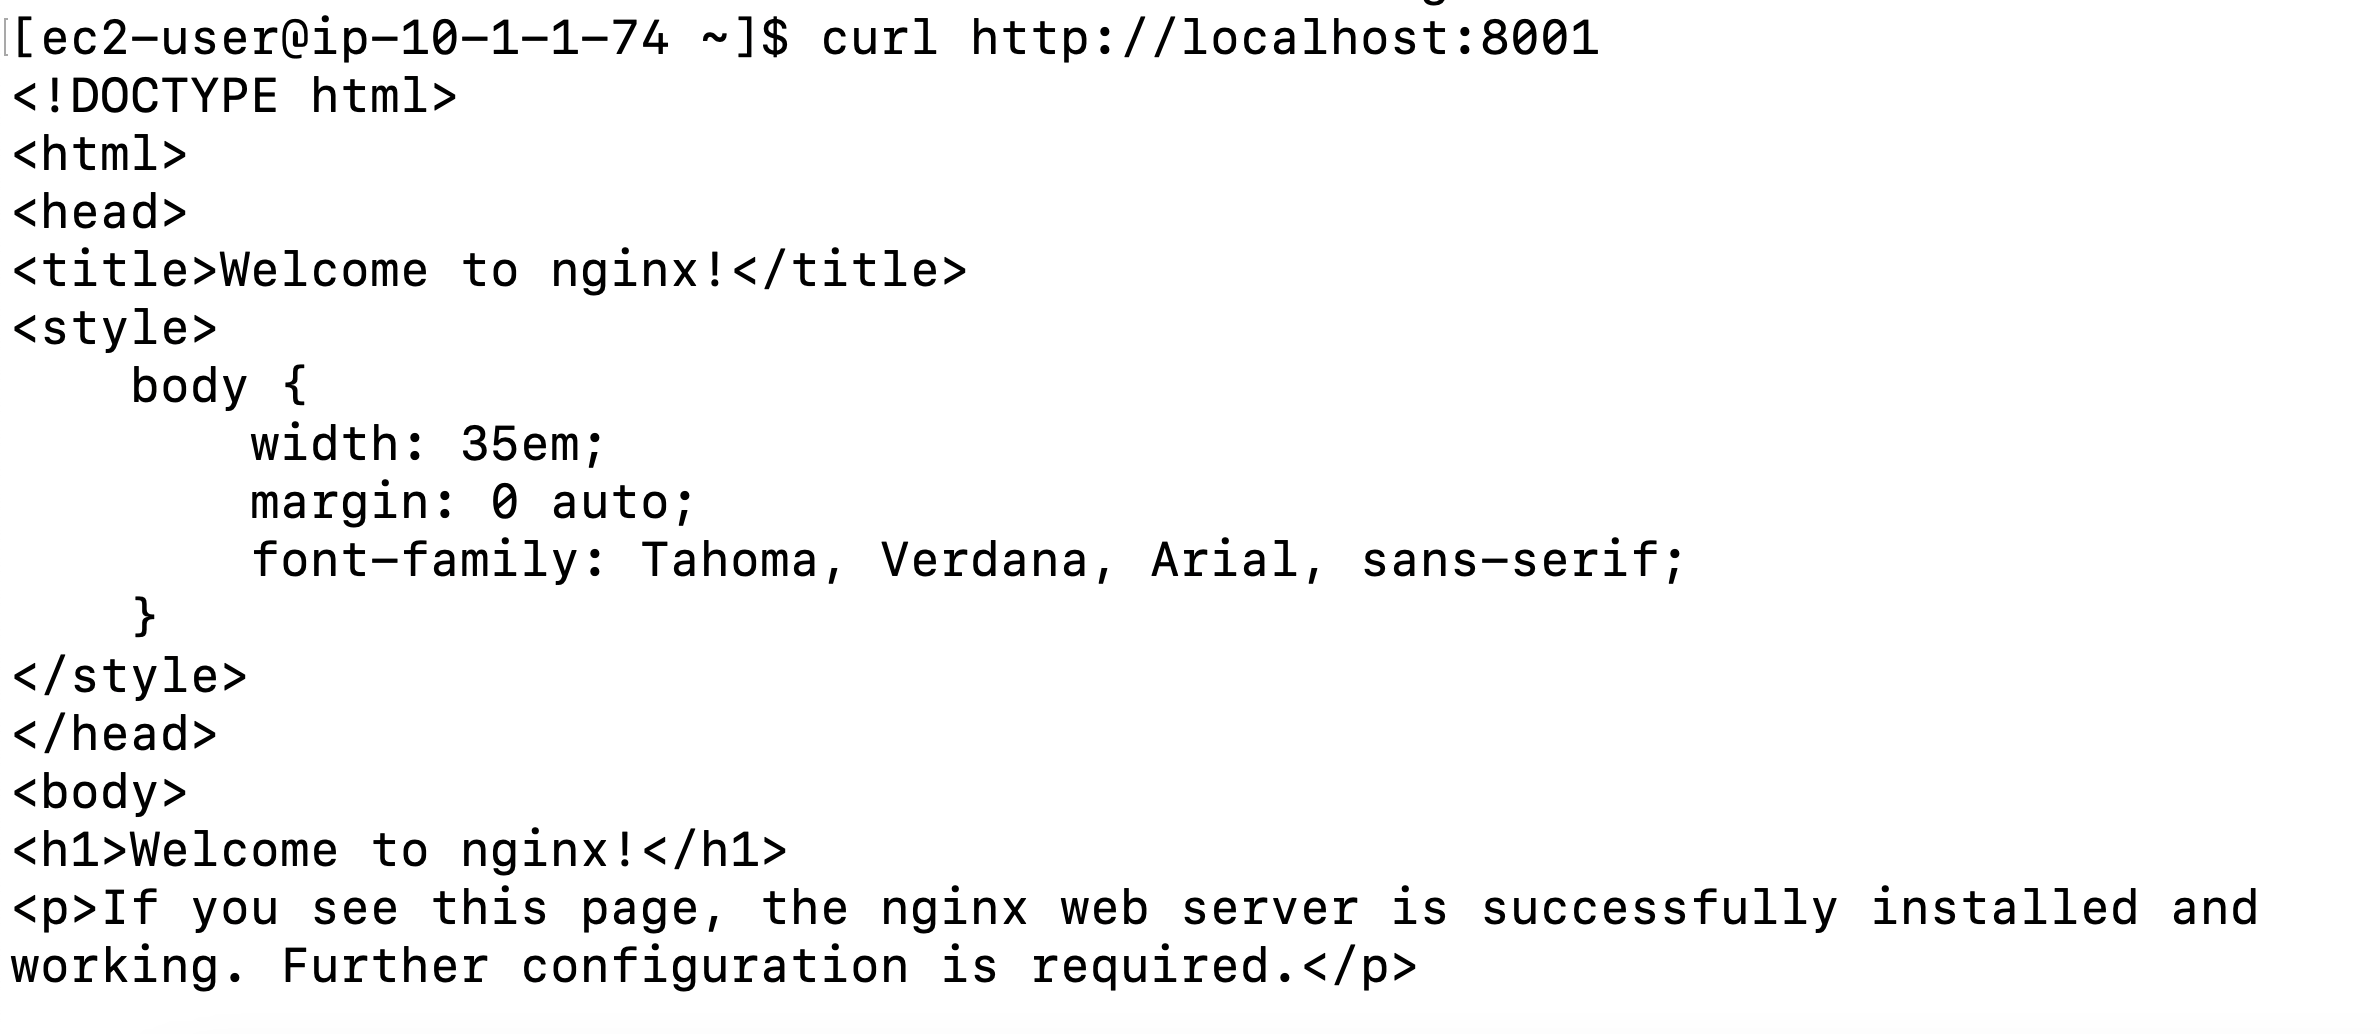 [ec2-user@ip-10-1-1-74 ~]$ curl http://localhost:8001
<!DOCTYPE html>
<html>
<head>
<title>Welcome to nginx!</title>
<style>
    body {
        width: 35em;
        margin: 0 auto;
        font-family: Tahoma, Verdana, Arial, sans-serif;
    }
</style>
</head>
<body>
<h1>Welcome to nginx!</h1>
<p>If you see this page, the nginx web server is successfully installed and
working. Further configuration is required.</p>